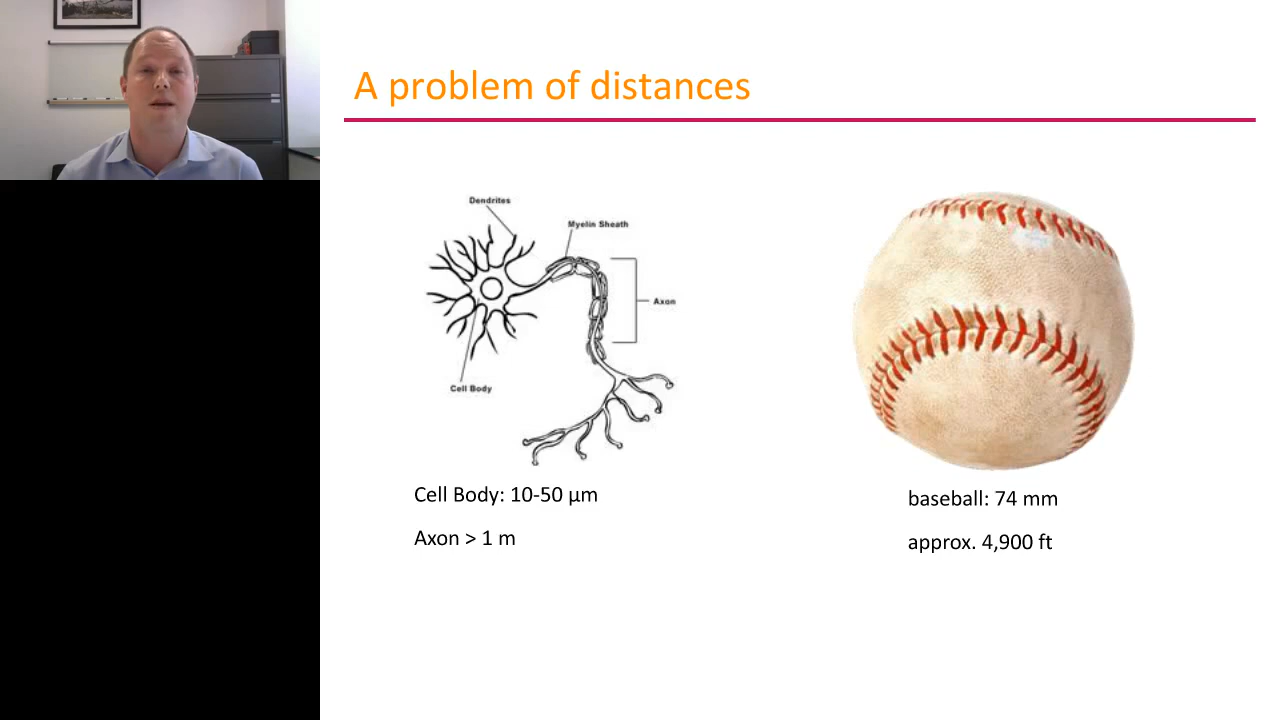 A problem of distances
Dendrites
Myelin Sheath
Axon
Cell Body
Cell Body: 10-50 μm
Axon > 1 m
baseball: 74 mm
approx. 4,900 ft